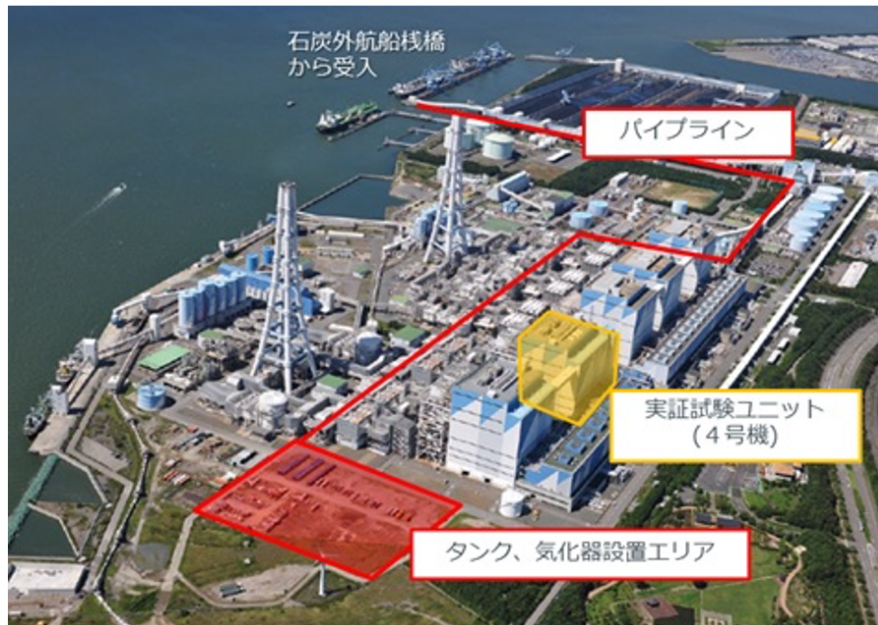 石炭外航船桟橋
から受入
パイプライン
実証試験ユニット
(４号機)
タンク、気化器設置エリア